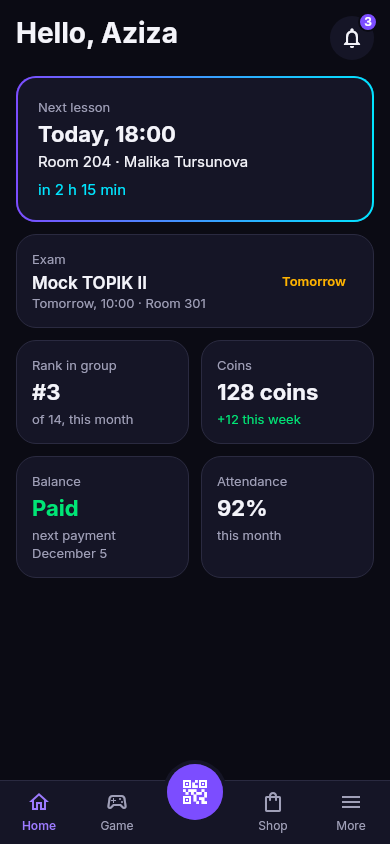 Hello, Aziza
3
Next lesson
Today, 18:00
Room 204 · Malika Tursunova
in 2 h 15 min
Exam
Mock TOPIK II
Tomorrow, 10:00 · Room 301
Tomorrow
Rank in group
#3
of 14, this month
Coins
128 coins
+12 this week
Balance
Paid
next payment
December 5
Attendance
92%
this month
Home
Game
Shop
More